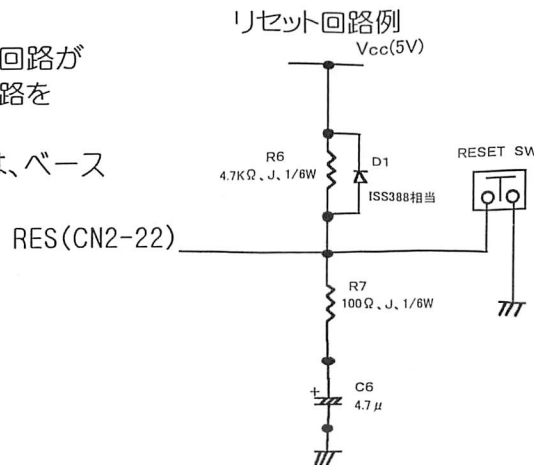 リセット回路例
回路が
路を
、ベース
Vcc(5V)
R6
4.7KΩ、J、1/6W
D1
ISS388相当
RESET SW
RES(CN2-22)
R7
100Ω、J、1/6W
+
C6
4.7μ